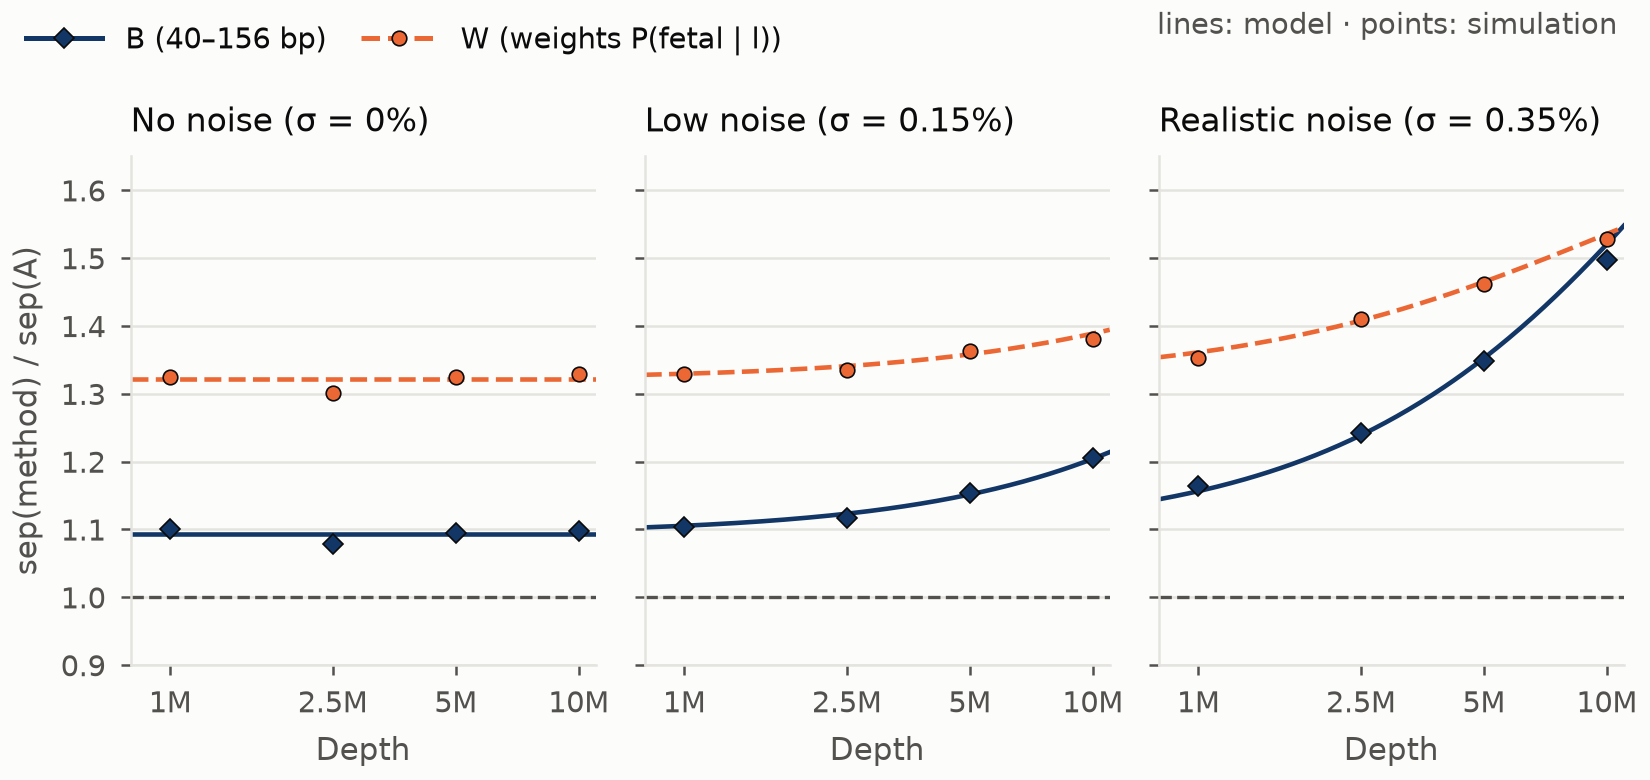 B (40–156 bp)
W (weights P(fetal | l))
lines: model · points: simulation
No noise (σ = 0%)
Low noise (σ = 0.15%)
Realistic noise (σ = 0.35%)
sep(method) / sep(A)
1.6
1.5
1.4
1.3
1.2
1.1
1.0
0.9
1M 2.5M 5M 10M
1M 2.5M 5M 10M
1M 2.5M 5M 10M
Depth
Depth
Depth